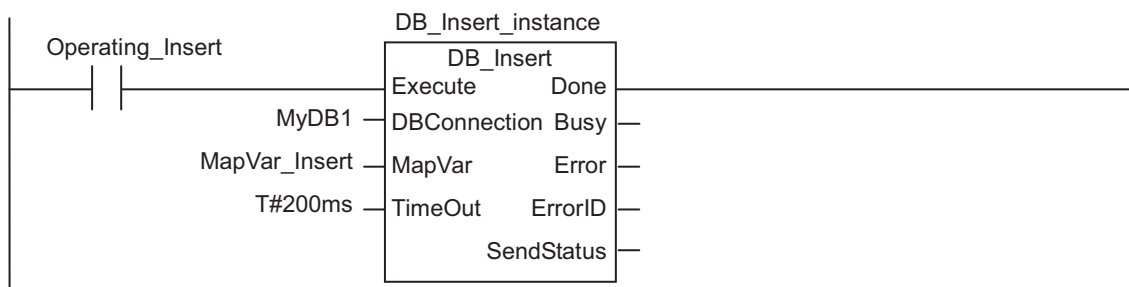 DB_Insert_instance
Operating_Insert
DB_Insert
Execute Done
MyDB1 DBConnection Busy
MapVar_Insert MapVar Error
T#200ms TimeOut ErrorID
SendStatus